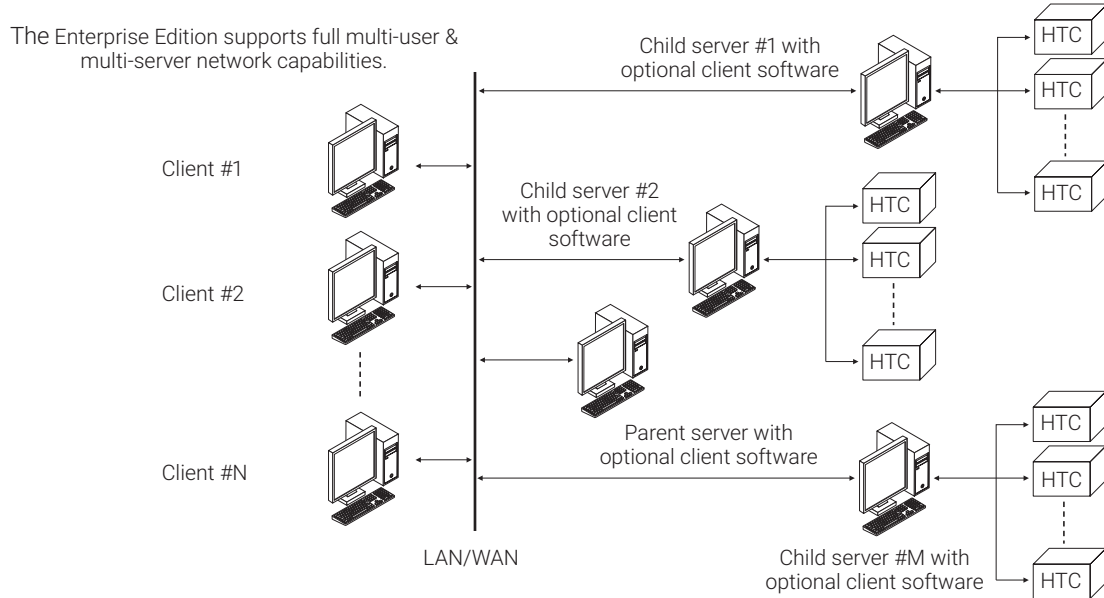 The Enterprise Edition supports full multi-user &
multi-server network capabilities.
Child server #1 with
optional client software
HTC
HTC
HTC
Client #1
Child server #2
with optional client
software
HTC
HTC
HTC
Client #2
Parent server with
optional client software
Client #N
HTC
HTC
HTC
LAN/WAN
Child server #M with
optional client software